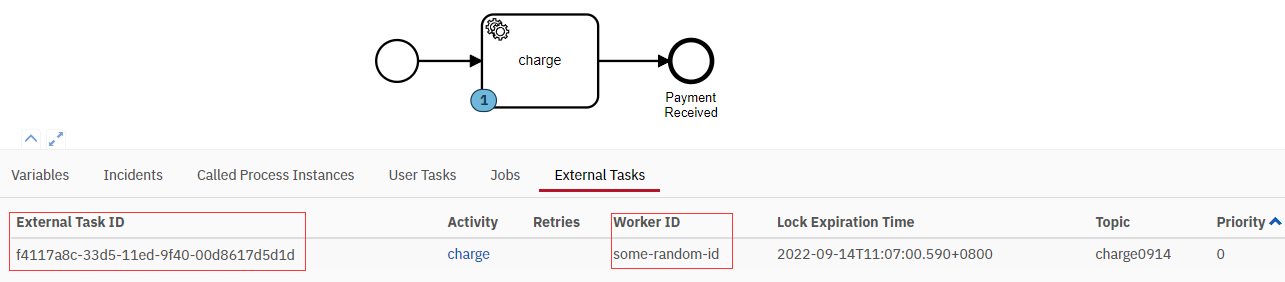 charge
1
Payment
Received
Variables Incidents Called Process Instances User Tasks Jobs External Tasks
External Task ID Activity Retries Worker ID Lock Expiration Time Topic Priority
f4117a8c-33d5-11ed-9f40-00d8617d5d1d charge some-random-id 2022-09-14T11:07:00.590+0800 charge0914 0